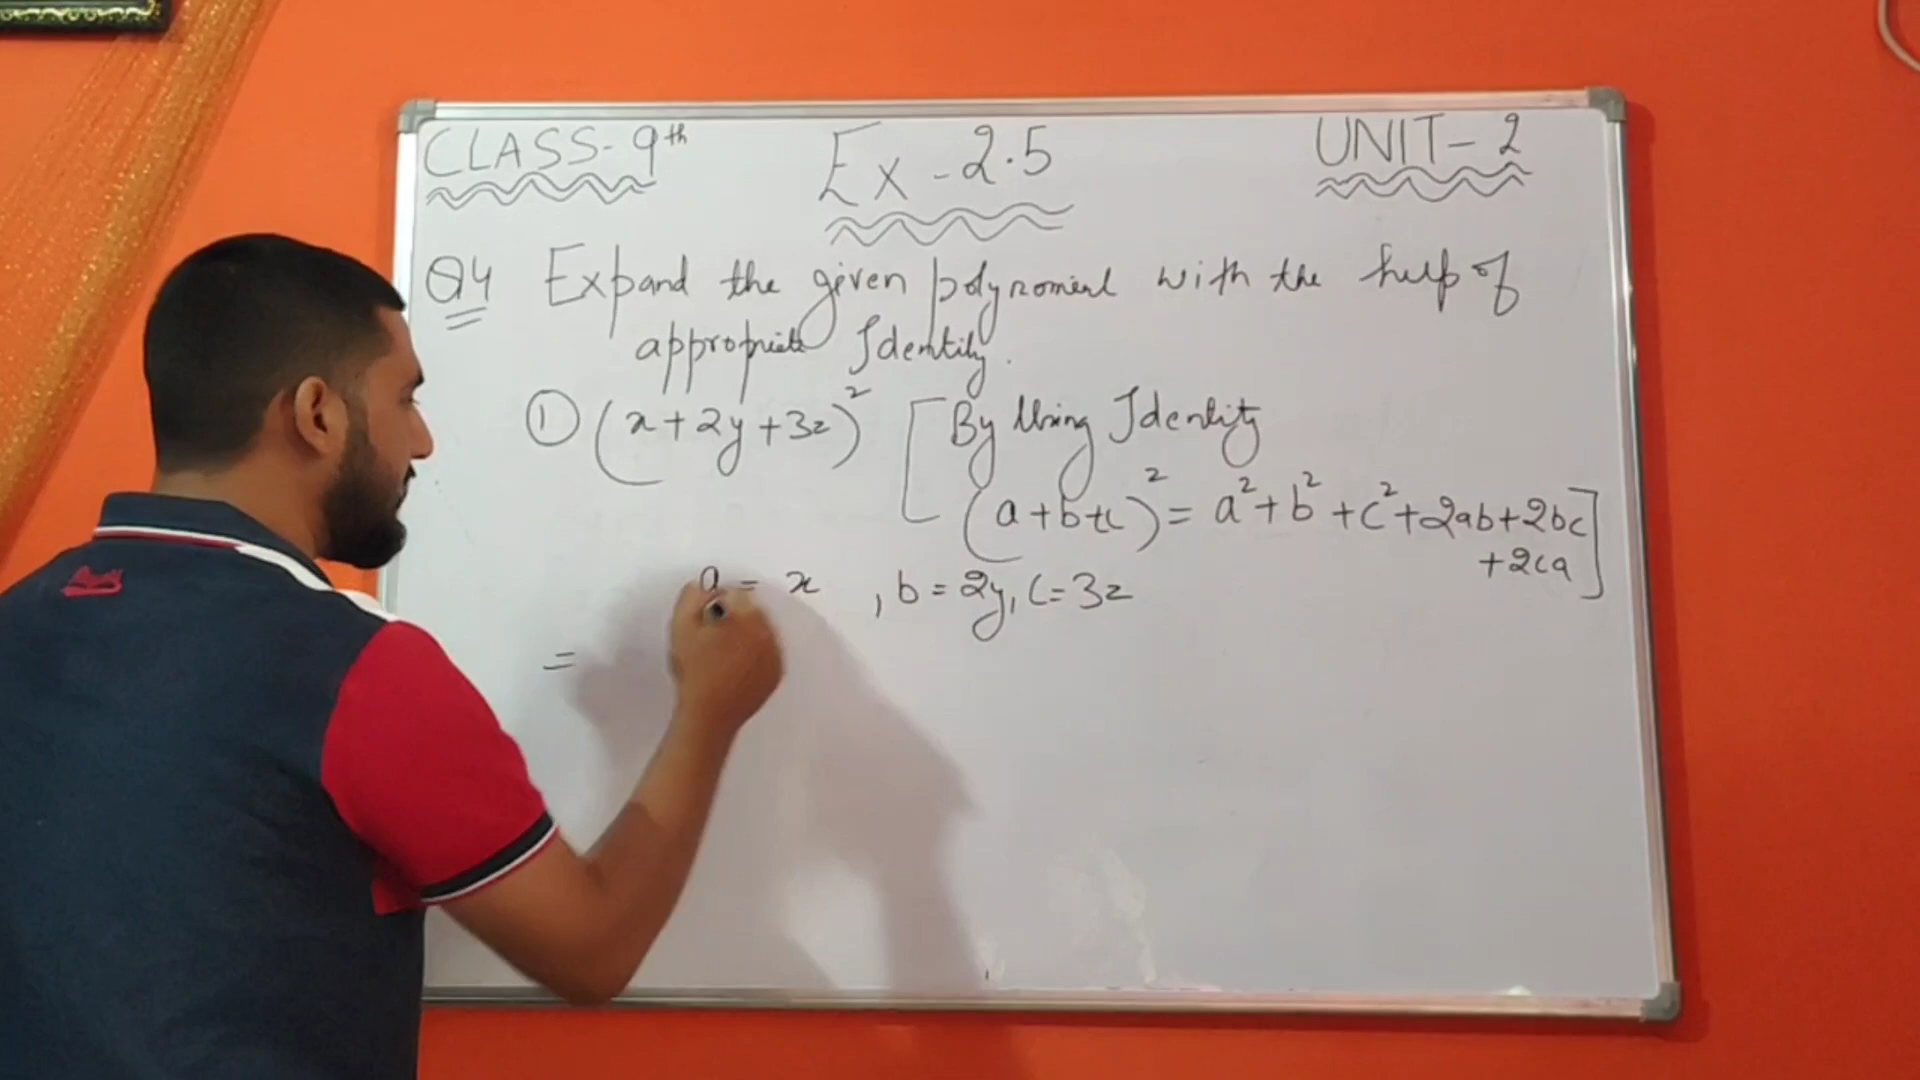 CLASS-9th Ex-2.5 UNIT-2
Q4 Expand the given polynomial with the help of
appropriate Identity.
① (x+2y+3z)² [By Using Identity
(a+b+c)² = a²+b²+c²+2ab+2bc
+2ca]
a = x , b = 2y, c = 3z
=